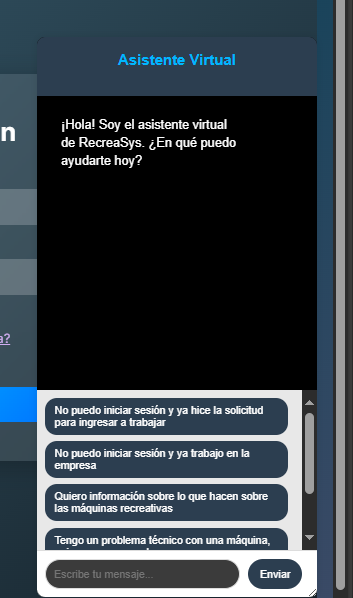 Asistente Virtual
n
¡Hola! Soy el asistente virtual
de RecreaSys. ¿En qué puedo
ayudarte hoy?
a?
No puedo iniciar sesión y ya hice la solicitud
para ingresar a trabajar
No puedo iniciar sesión y ya trabajo en la
empresa
Quiero información sobre lo que hacen sobre
las máquinas recreativas
Tengo un problema técnico con una máquina,
Escribe tu mensaje...
Enviar